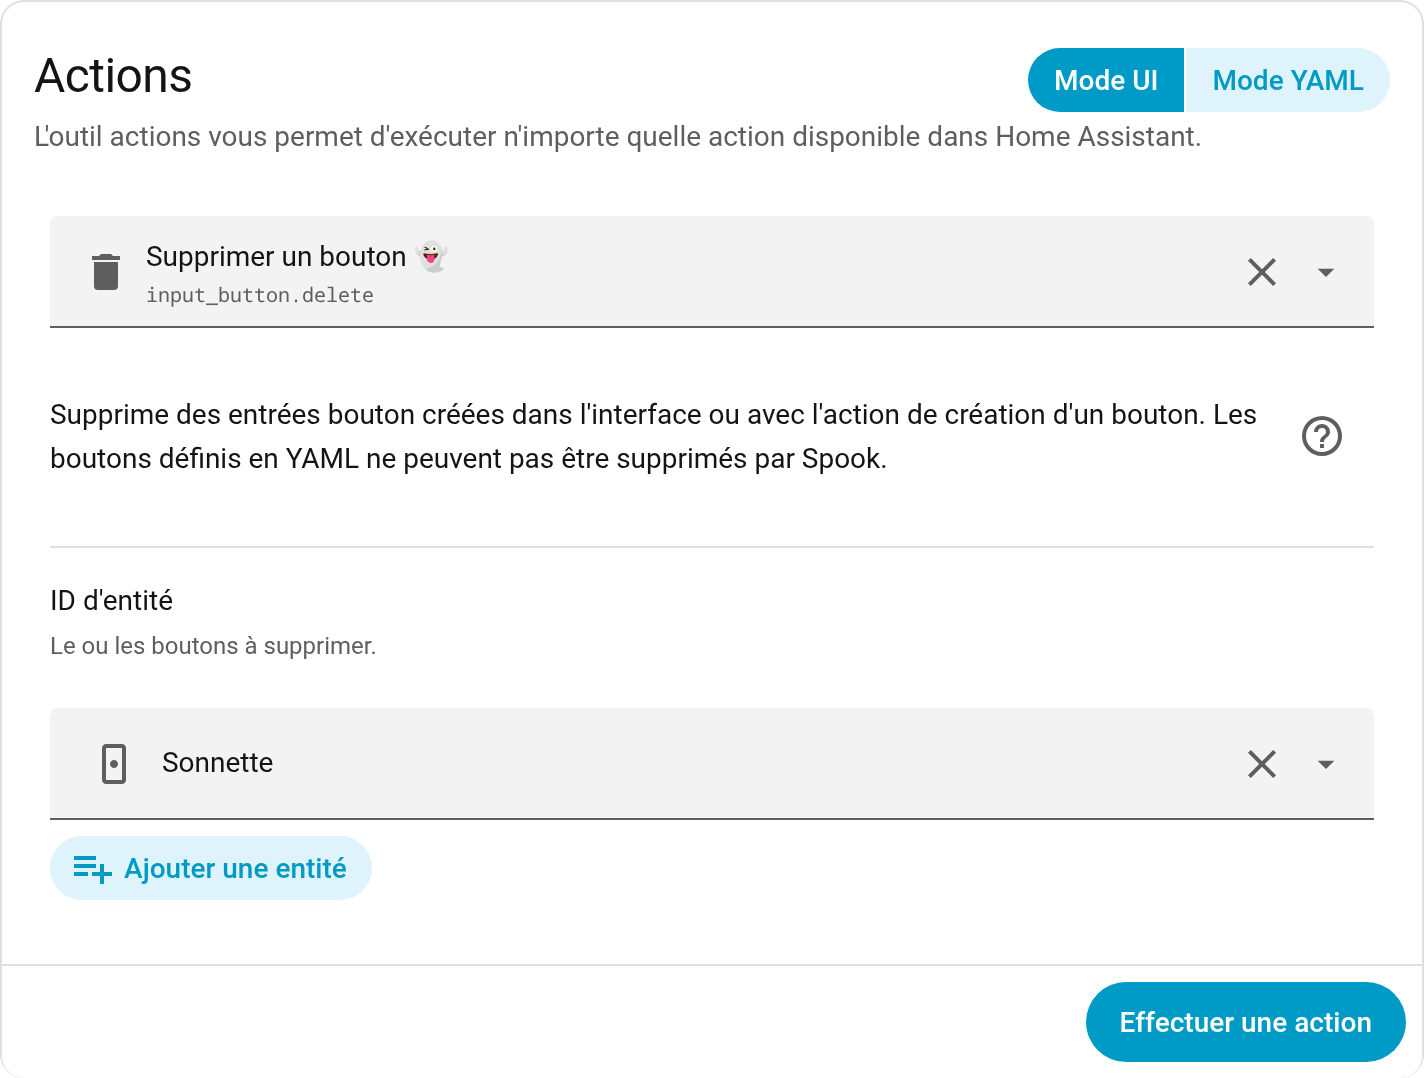 Actions
Mode UI
Mode YAML
L'outil actions vous permet d'exécuter n'importe quelle action disponible dans Home Assistant.
Supprimer un bouton 👻
input_button.delete
Supprime des entrées bouton créées dans l'interface ou avec l'action de création d'un bouton. Les
boutons définis en YAML ne peuvent pas être supprimés par Spook.
ID d'entité
Le ou les boutons à supprimer.
Sonnette
Ajouter une entité
Effectuer une action